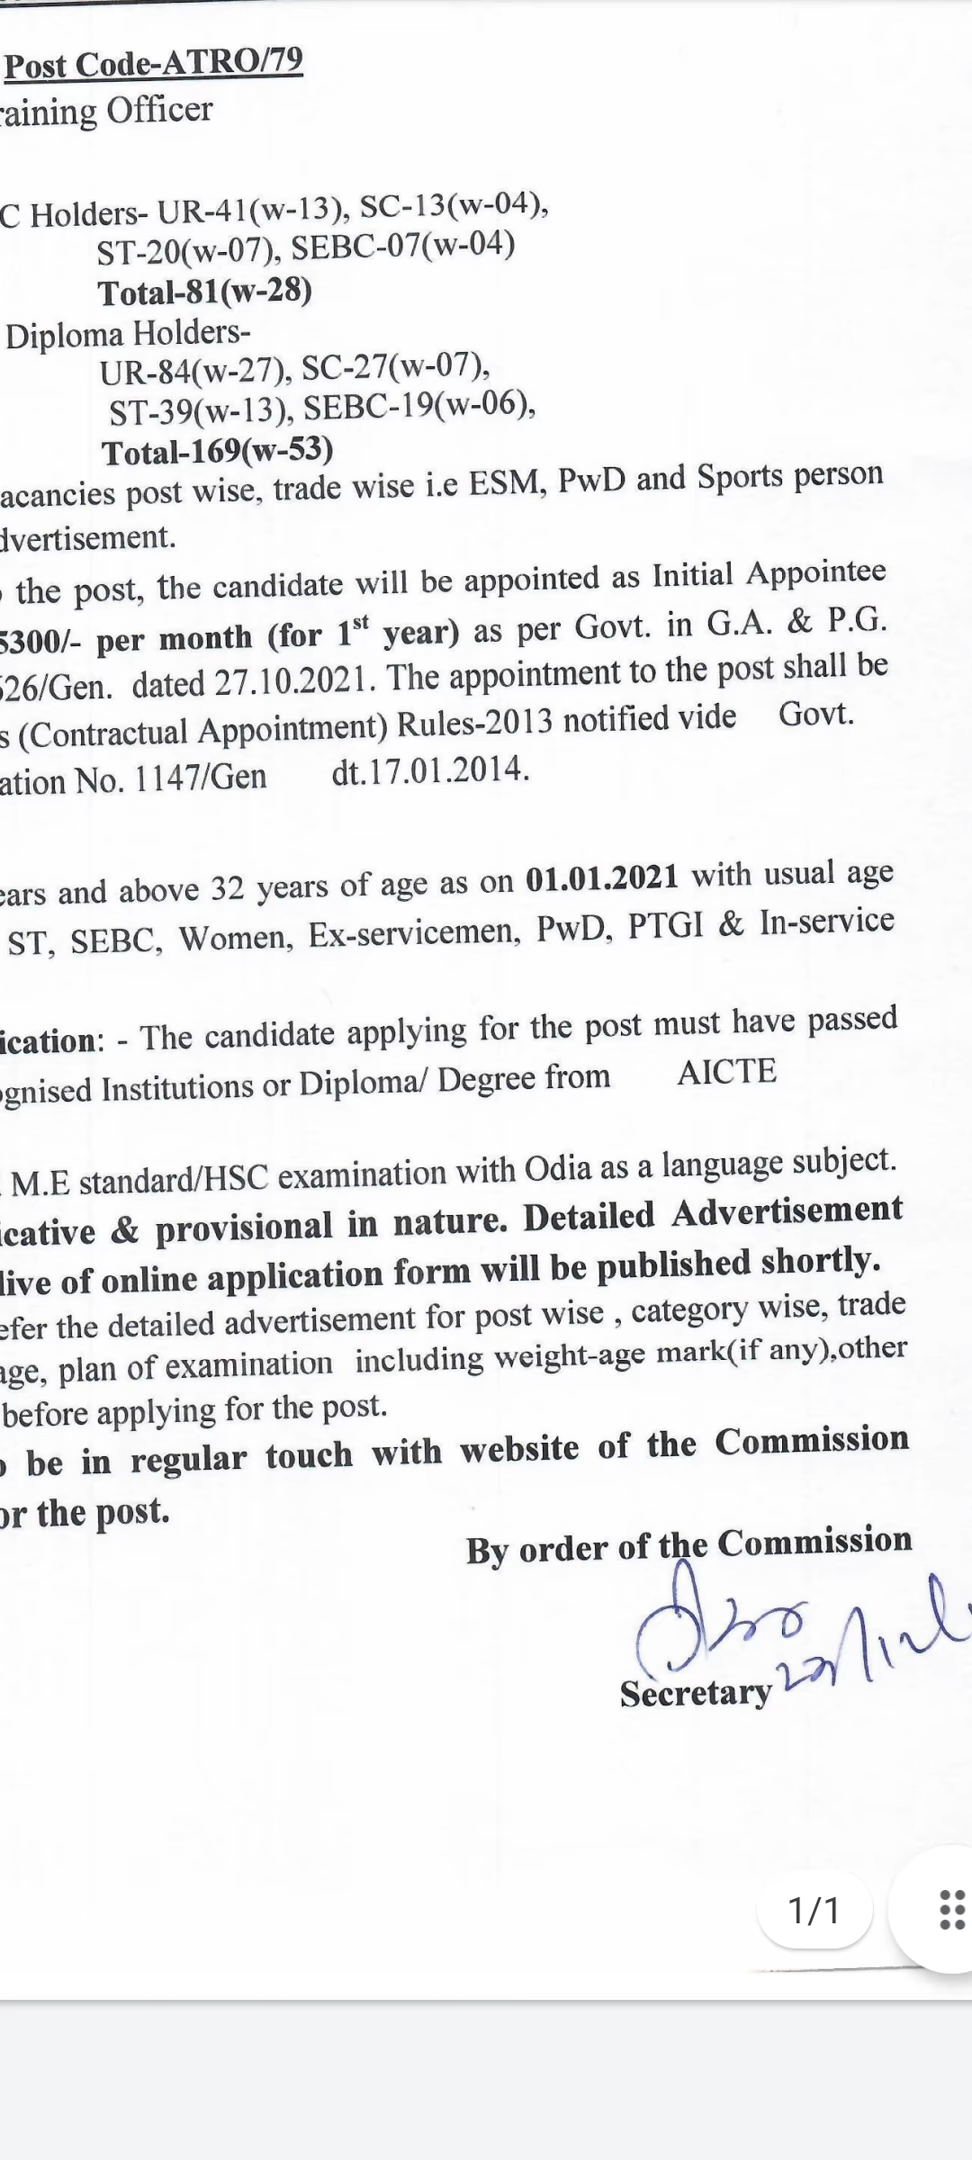 Post Code-ATRO/79
raining Officer
C Holders- UR-41(w-13), SC-13(w-04),
ST-20(w-07), SEBC-07(w-04)
Total-81(w-28)
Diploma Holders-
UR-84(w-27), SC-27(w-07),
ST-39(w-13), SEBC-19(w-06),
Total-169(w-53)
acancies post wise, trade wise i.e ESM, PwD and Sports person
dvertisement.
the post, the candidate will be appointed as Initial Appointee
5300/- per month (for 1st year) as per Govt. in G.A. & P.G.
526/Gen. dated 27.10.2021. The appointment to the post shall be
s (Contractual Appointment) Rules-2013 notified vide Govt.
ation No. 1147/Gen dt.17.01.2014.
ears and above 32 years of age as on 01.01.2021 with usual age
ST, SEBC, Women, Ex-servicemen, PwD, PTGI & In-service
ication: - The candidate applying for the post must have passed
ognised Institutions or Diploma/ Degree from AICTE
M.E standard/HSC examination with Odia as a language subject.
icative & provisional in nature. Detailed Advertisement
live of online application form will be published shortly.
efer the detailed advertisement for post wise , category wise, trade
age, plan of examination including weight-age mark(if any),other
before applying for the post.
o be in regular touch with website of the Commission
or the post.
By order of the Commission
Secretary
1/1